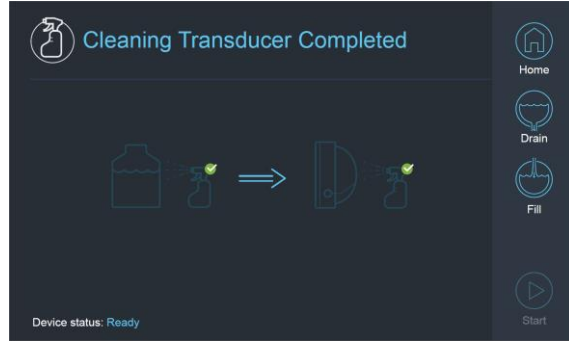 Cleaning Transducer Completed
Home
Drain
Fill
Start
Device status: Ready